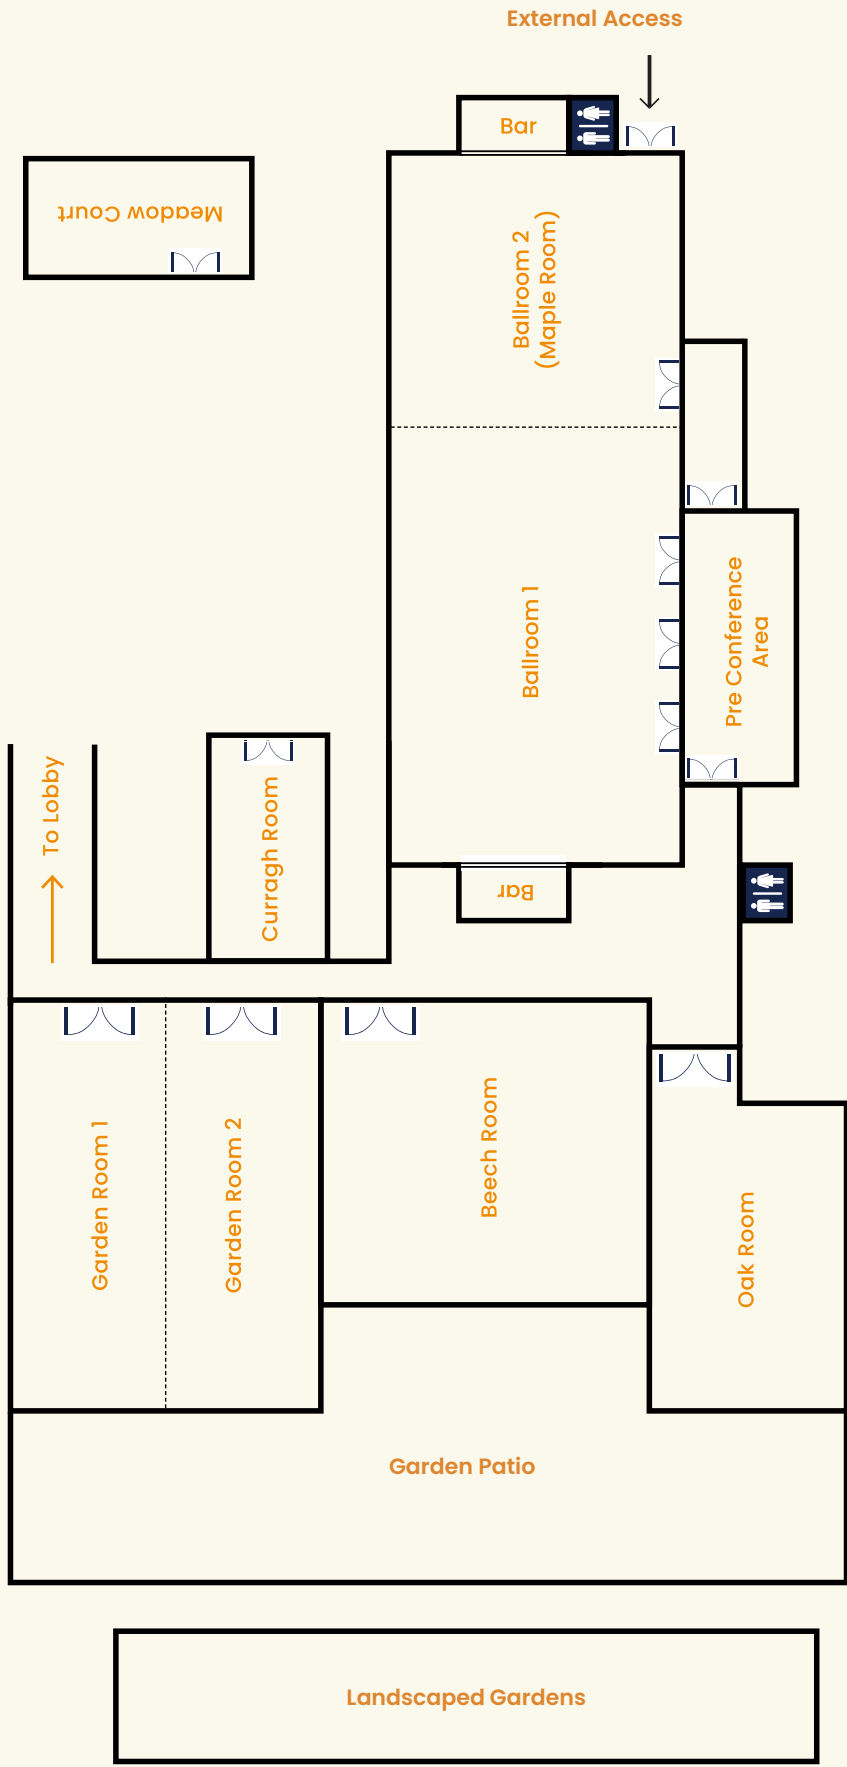 External Access
Bar
Meadow Court
Ballroom 2
(Maple Room)
Ballroom 1
Pre Conference
Area
To Lobby
Curragh Room
Bar
Garden Room 1
Garden Room 2
Beech Room
Oak Room
Garden Patio
Landscaped Gardens